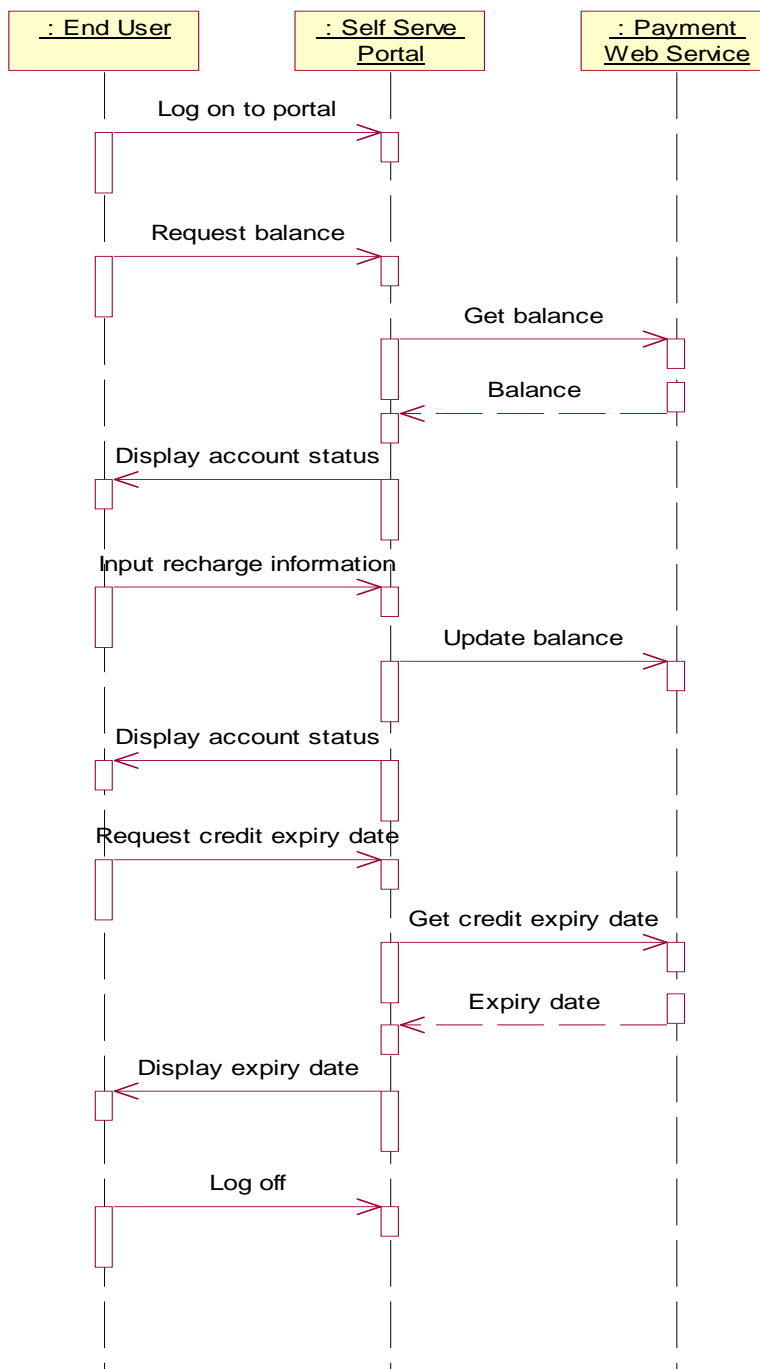 : End User
: Self Serve
Portal
: Payment
Web Service
Log on to portal
Request balance
Get balance
Balance
Display account status
Input recharge information
Update balance
Display account status
Request credit expiry date
Get credit expiry date
Expiry date
Display expiry date
Log off